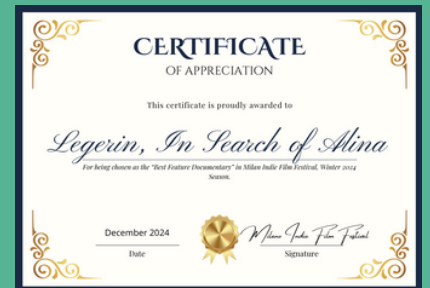 CERTIFICATE
OF APPRECIATION
This certificate is proudly awarded to
Legerin, In Search of Alina
For being chosen as the "Best Feature Documentary" in Milan Indie Film Festival, Winter 2024
Season.
December 2024
Date
Milano Indie Film Festival
Signature